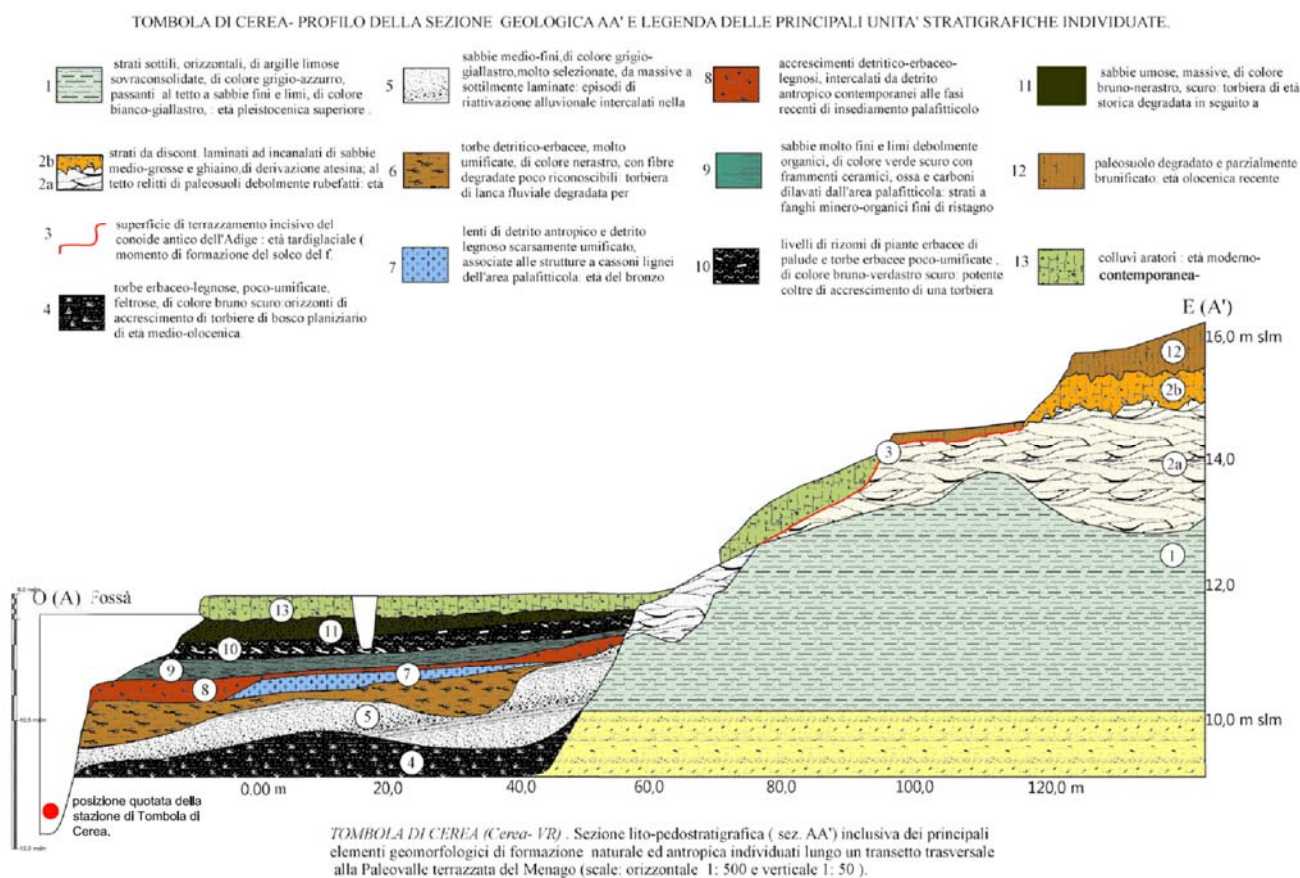 TOMBOLA DI CEREA- PROFILO DELLA SEZIONE GEOLOGICA AA' E LEGENDA DELLE PRINCIPALI UNITA' STRATIGRAFICHE INDIVIDUATE.
1
strati sottili, orizzontali, di argille limose
sovraconsolidate, di colore grigio-azzurro,
passanti al tetto a sabbie fini e limi, di colore
bianco-giallastro, : età pleistocenica superiore .
2b
2a
strati da discont. laminati ad incanalati di sabbie
medio-grosse e ghiaino,di derivazione atesina; al
tetto relitti di paleosuoli debolmente rubefatti: età
3
superficie di terrazzamento incisivo del
conoide antico dell'Adige : età tardiglaciale (
momento di formazione del solco del f.
4
torbe erbaceo-legnose, poco-umificate,
feltrose, di colore bruno scuro:orizzonti di
accrescimento di torbiere di bosco planiziario
di età medio-olocenica.
5
sabbie medio-fini,di colore grigio-
giallastro,molto selezionate, da massive a
sottilmente laminate: episodi di
riattivazione alluvionale intercalati nella
6
torbe detritico-erbacee, molto
umificate, di colore nerastro, con fibre
degradate poco riconoscibili: torbiera
di lanca fluviale degradata per
7
lenti di detrito antropico e detrito
legnoso scarsamente umificato,
associate alle strutture a cassoni lignei
dell'area palafitticola: età del bronzo
8
accrescimenti detritico-erbaceo-
legnosi, intercalati da detrito
antropico contemporanei alle fasi
recenti di insediamento palafitticolo
9
sabbie molto fini e limi debolmente
organici, di colore verde scuro con
frammenti ceramici, ossa e carboni
dilavati dall'area palafitticola: strati a
fanghi minero-organici fini di ristagno
10
livelli di rizomi di piante erbacee di
palude e torbe erbacee poco-umificate ,
di colore bruno-verdastro scuro: potente
coltre di accrescimento di una torbiera
11
sabbie umose, massive, di colore
bruno-nerastro, scuro: torbiera di età
storica degradata in seguito a
12
paleosuolo degradato e parzialmente
brunificato: età olocenica recente
13
colluvi aratori : età moderno-
contemporanea-
E (A')
16,0 m slm
12
2b
3
14,0
2a
1
12,0
O (A) Fossà
13
11
10
9
7
8
5
10,0 m slm
4
0.00 m
20,0
40,0
60,0
80,0
100,0
120,0 m
posizione quotata della
stazione di Tombola di
Cerea.
TOMBOLA DI CEREA (Cerea- VR) . Sezione lito-pedostratigrafica ( sez. AA') inclusiva dei principali
elementi geomorfologici di formazione naturale ed antropica individuati lungo un transetto trasversale
alla Paleovalle terrazzata del Menago (scale: orizzontale 1: 500 e verticale 1: 50 ).